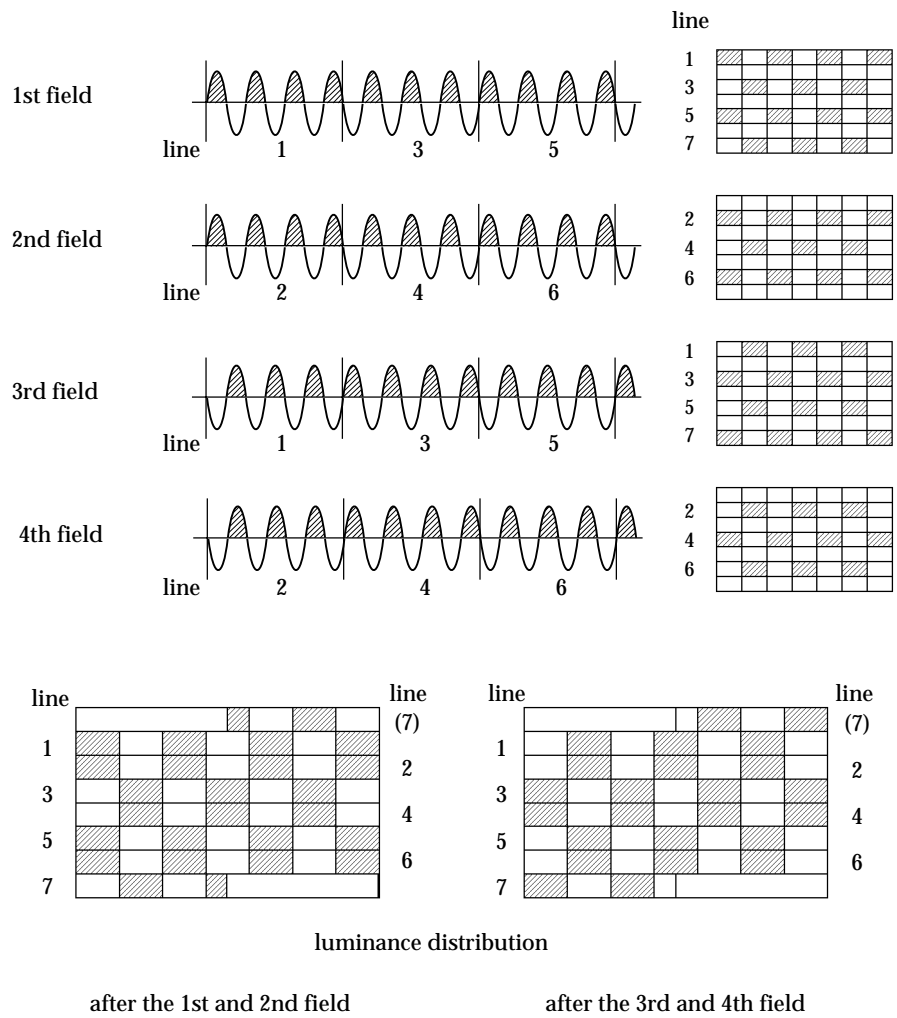 line
1st field
line 1 3 5
1
3
5
7
2nd field
line 2 4 6
2
4
6
3rd field
line 1 3 5
1
3
5
7
4th field
line 2 4 6
2
4
6
line
1
3
5
7
line
(7)
2
4
6
line
1
3
5
7
line
(7)
2
4
6
luminance distribution
after the 1st and 2nd field
after the 3rd and 4th field